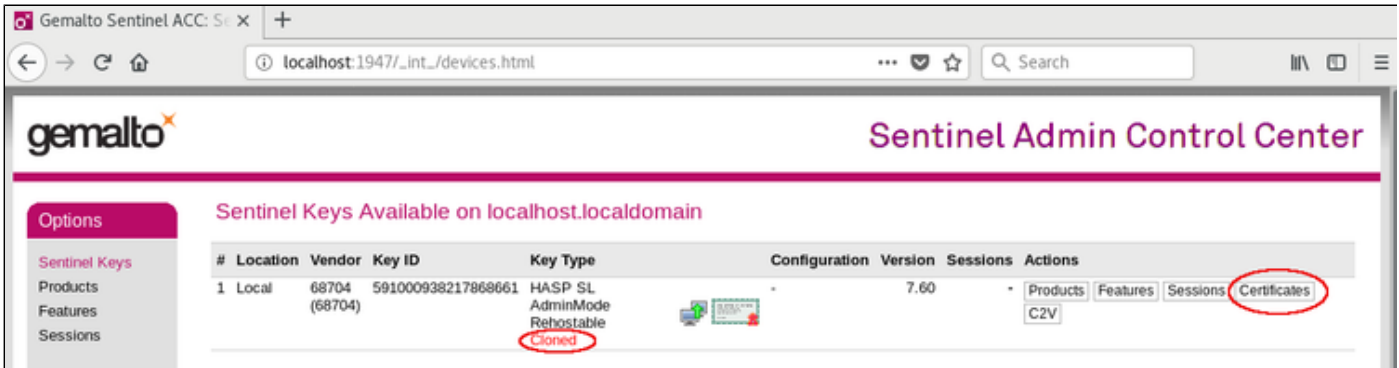 Gemalto Sentinel ACC: Se
localhost:1947/_int_/devices.html
Search
gemalto
Sentinel Admin Control Center
Options
Sentinel Keys
Products
Features
Sessions
Sentinel Keys Available on localhost.localdomain
# Location Vendor Key ID Key Type Configuration Version Sessions Actions
1 Local 68704 591000938217868661 HASP SL - 7.60 - Products Features Sessions Certificates
(68704) AdminMode C2V
Rehostable
Cloned